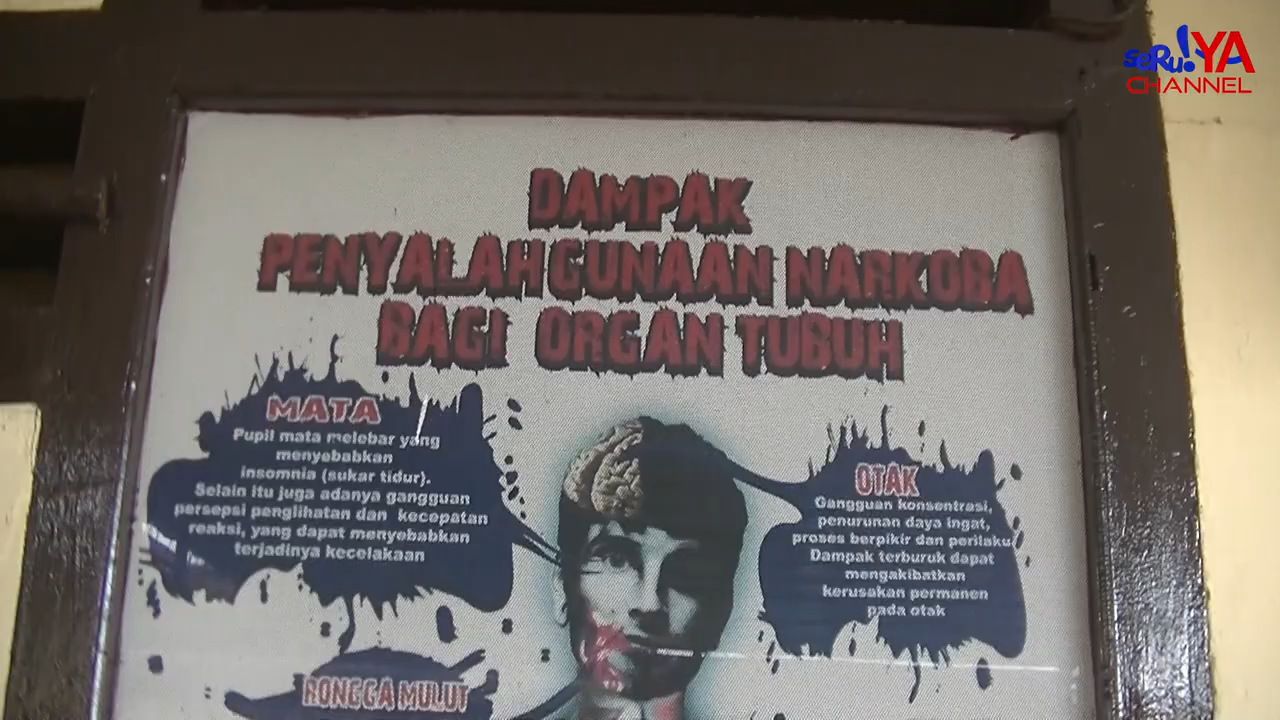 seRu!YA
CHANNEL
DAMPAK
PENYALAHGUNAAN NARKOBA
BAGI ORGAN TUBUH
MATA
Pupil mata melebar yang
menyebabkan
insomnia (sukar tidur).
Selain itu juga adanya gangguan
persepsi penglihatan dan kecepatan
reaksi, yang dapat menyebabkan
terjadinya kecelakaan
OTAK
Gangguan konsentrasi,
penurunan daya ingat,
proses berpikir dan perilaku.
Dampak terburuk dapat
mengakibatkan
kerusakan permanen
pada otak
RONGGA MULUT